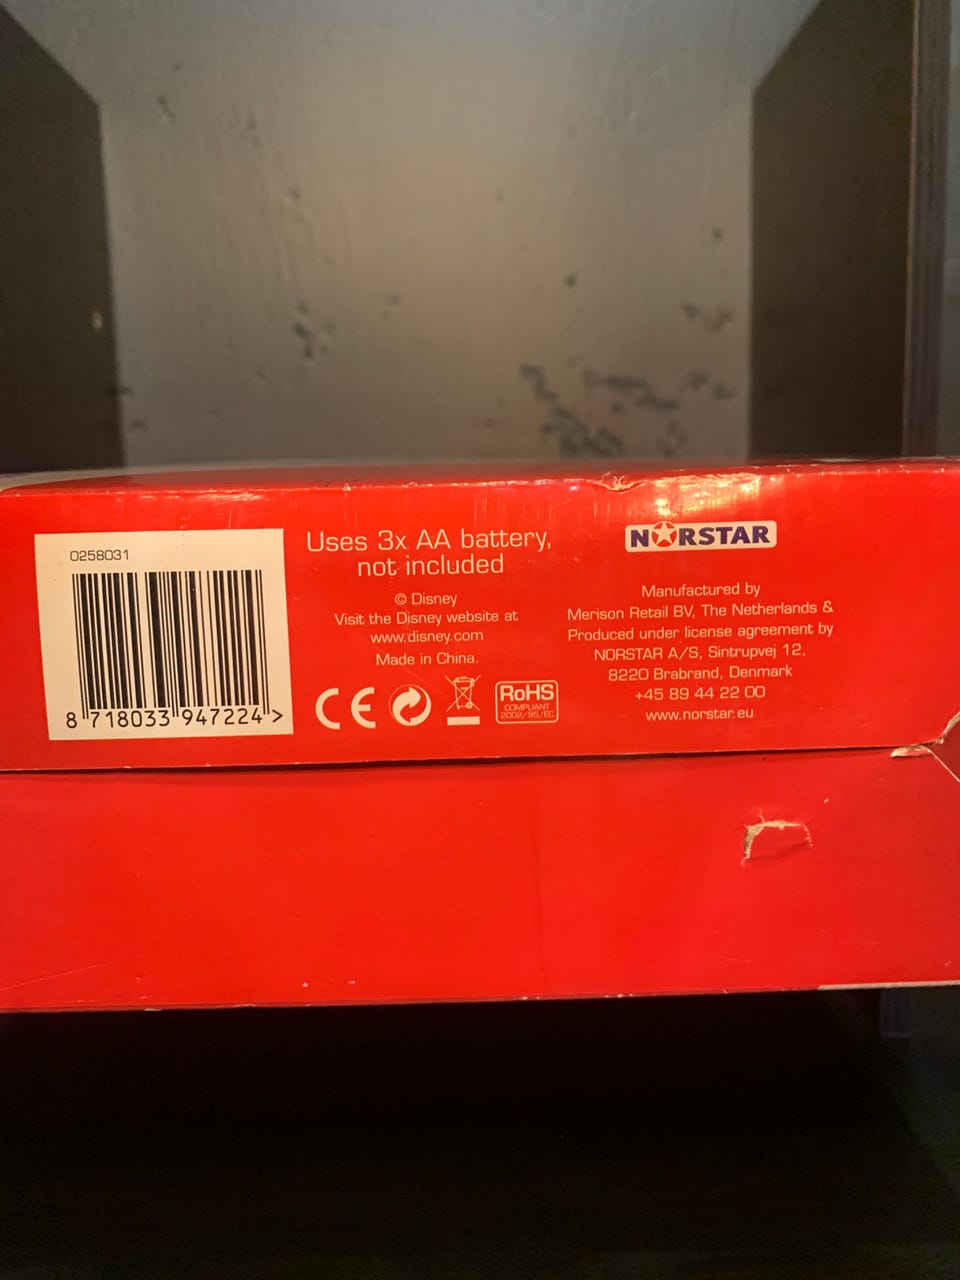 0258031
8 718033 947224 >
Uses 3x AA battery,
not included
© Disney
Visit the Disney website at
www.disney.com
Made in China.
CE
RoHS
COMPLIANT
2002/95/EC
NORSTAR
Manufactured by
Merison Retail BV, The Netherlands &
Produced under license agreement by
NORSTAR A/S, Sintrupvej 12,
8220 Brabrand, Denmark
+45 89 44 22 00
www.norstar.eu